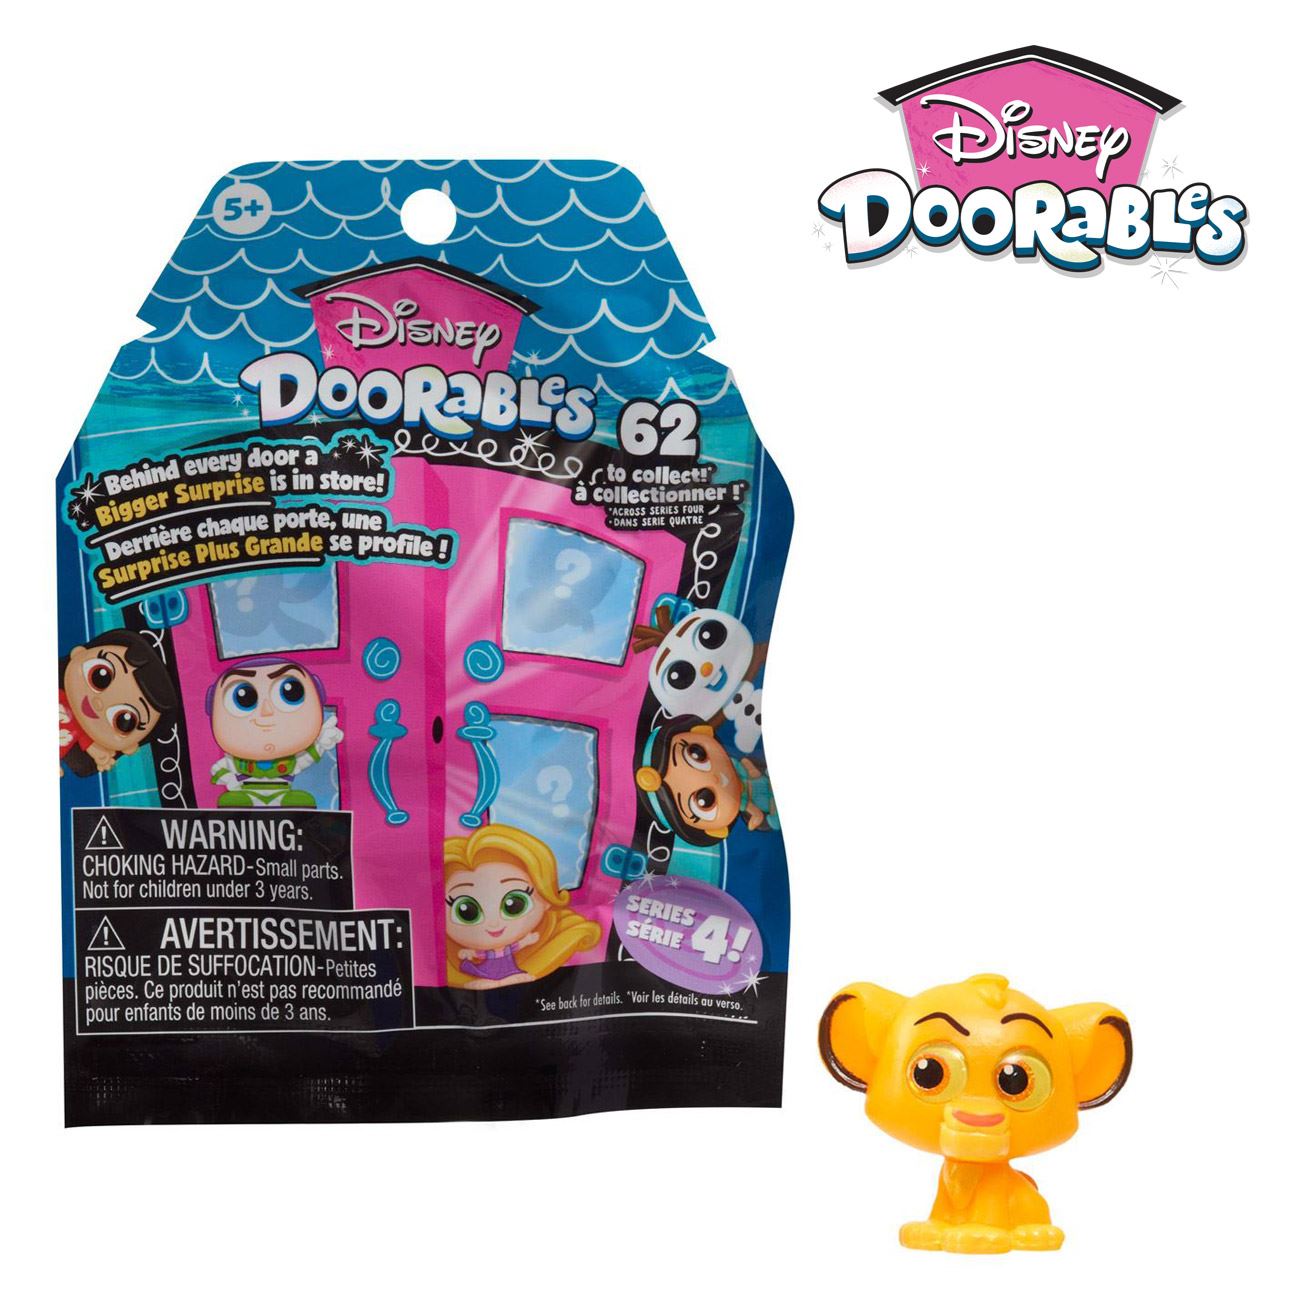 Disney
Doorables
5+
Disney
Doorables
62
to collect!*
à collectionner !*
*ACROSS SERIES FOUR
*DANS SERIE QUATRE
Behind every door a
Bigger Surprise is in store!
Derrière chaque porte, une
Surprise Plus Grande se profile !
?
?
?
WARNING:
CHOKING HAZARD-Small parts.
Not for children under 3 years.
AVERTISSEMENT:
RISQUE DE SUFFOCATION-Petites
pièces. Ce produit n'est pas recommandé
pour enfants de moins de 3 ans.
SERIES
SÉRIE 4!
*See back for details. *Voir les détails au verso.